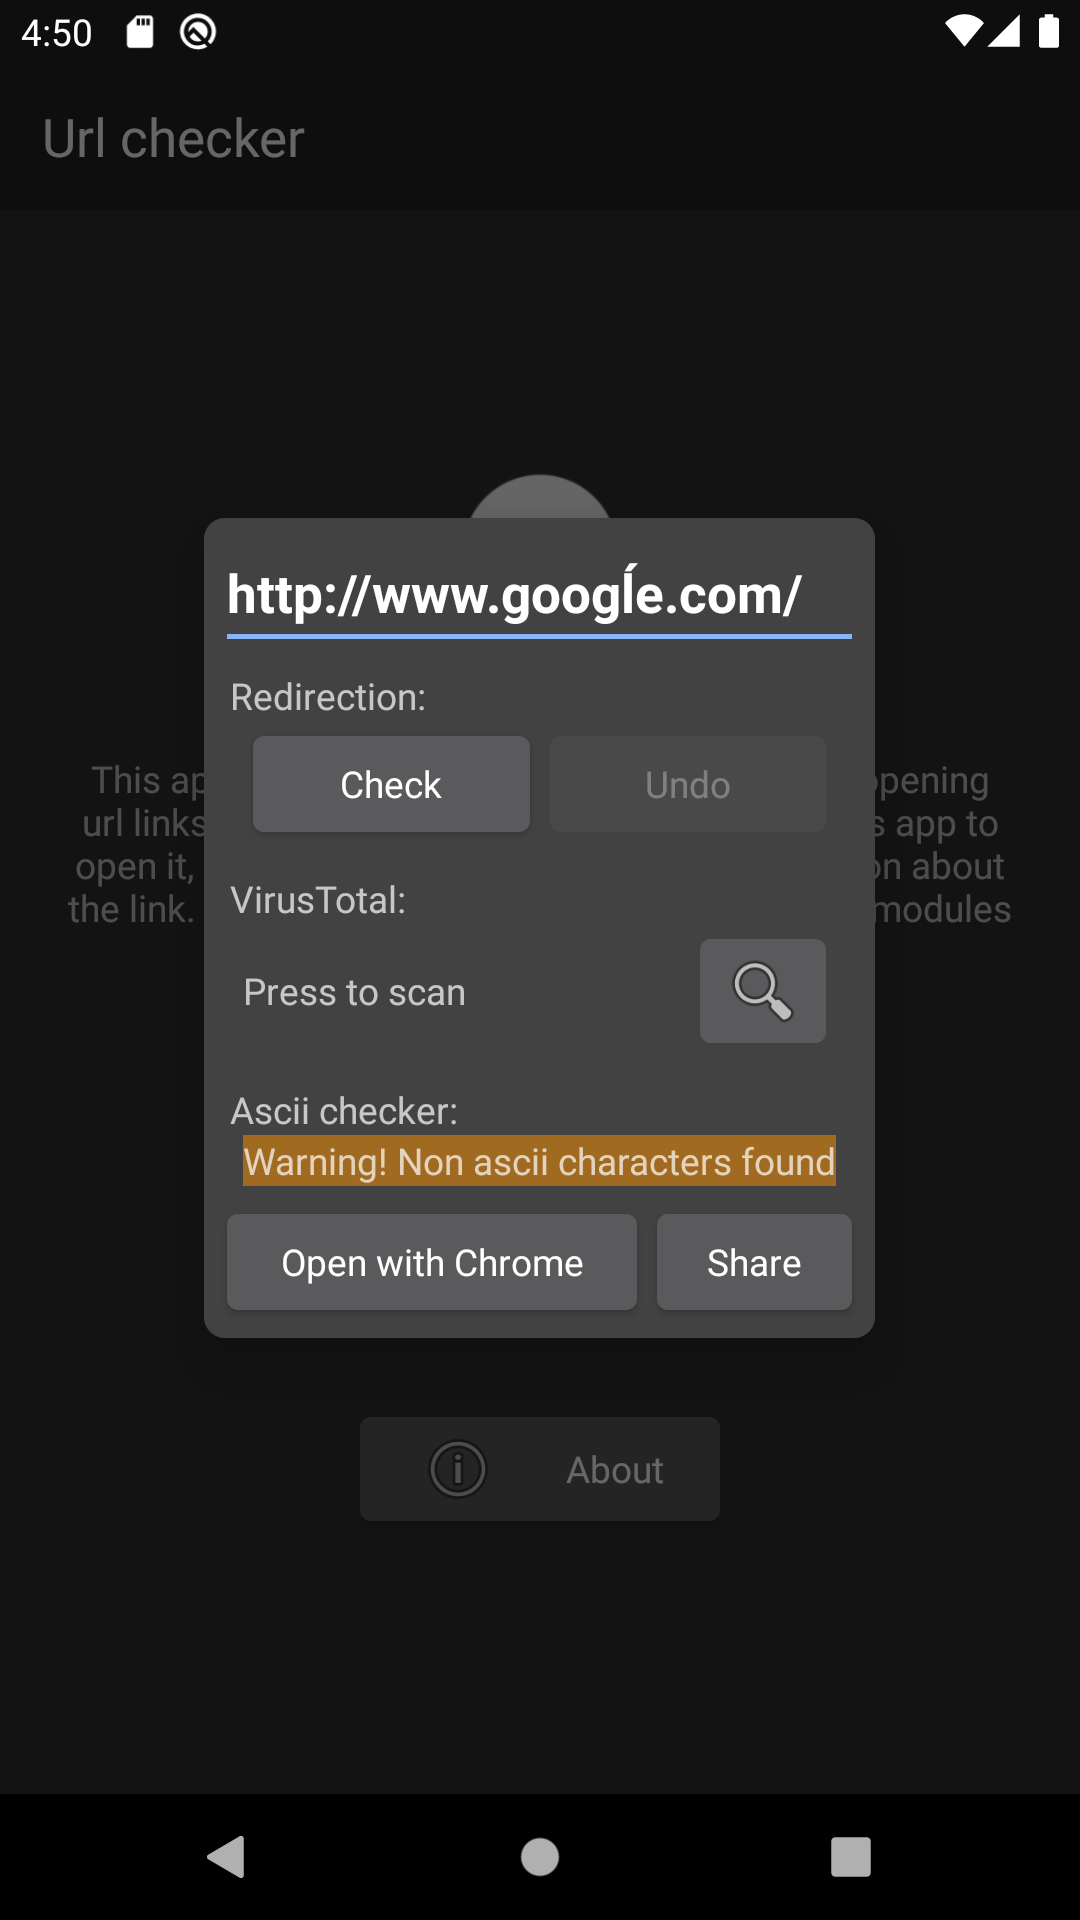 4:50
Url checker
http://www.googĺe.com/
Redirection:
Check Undo
This ap
pening
url links
s app to
open it,
on about
the link.
modules
VirusTotal:
Press to scan
Ascii checker:
Warning! Non ascii characters found
Open with Chrome Share
About